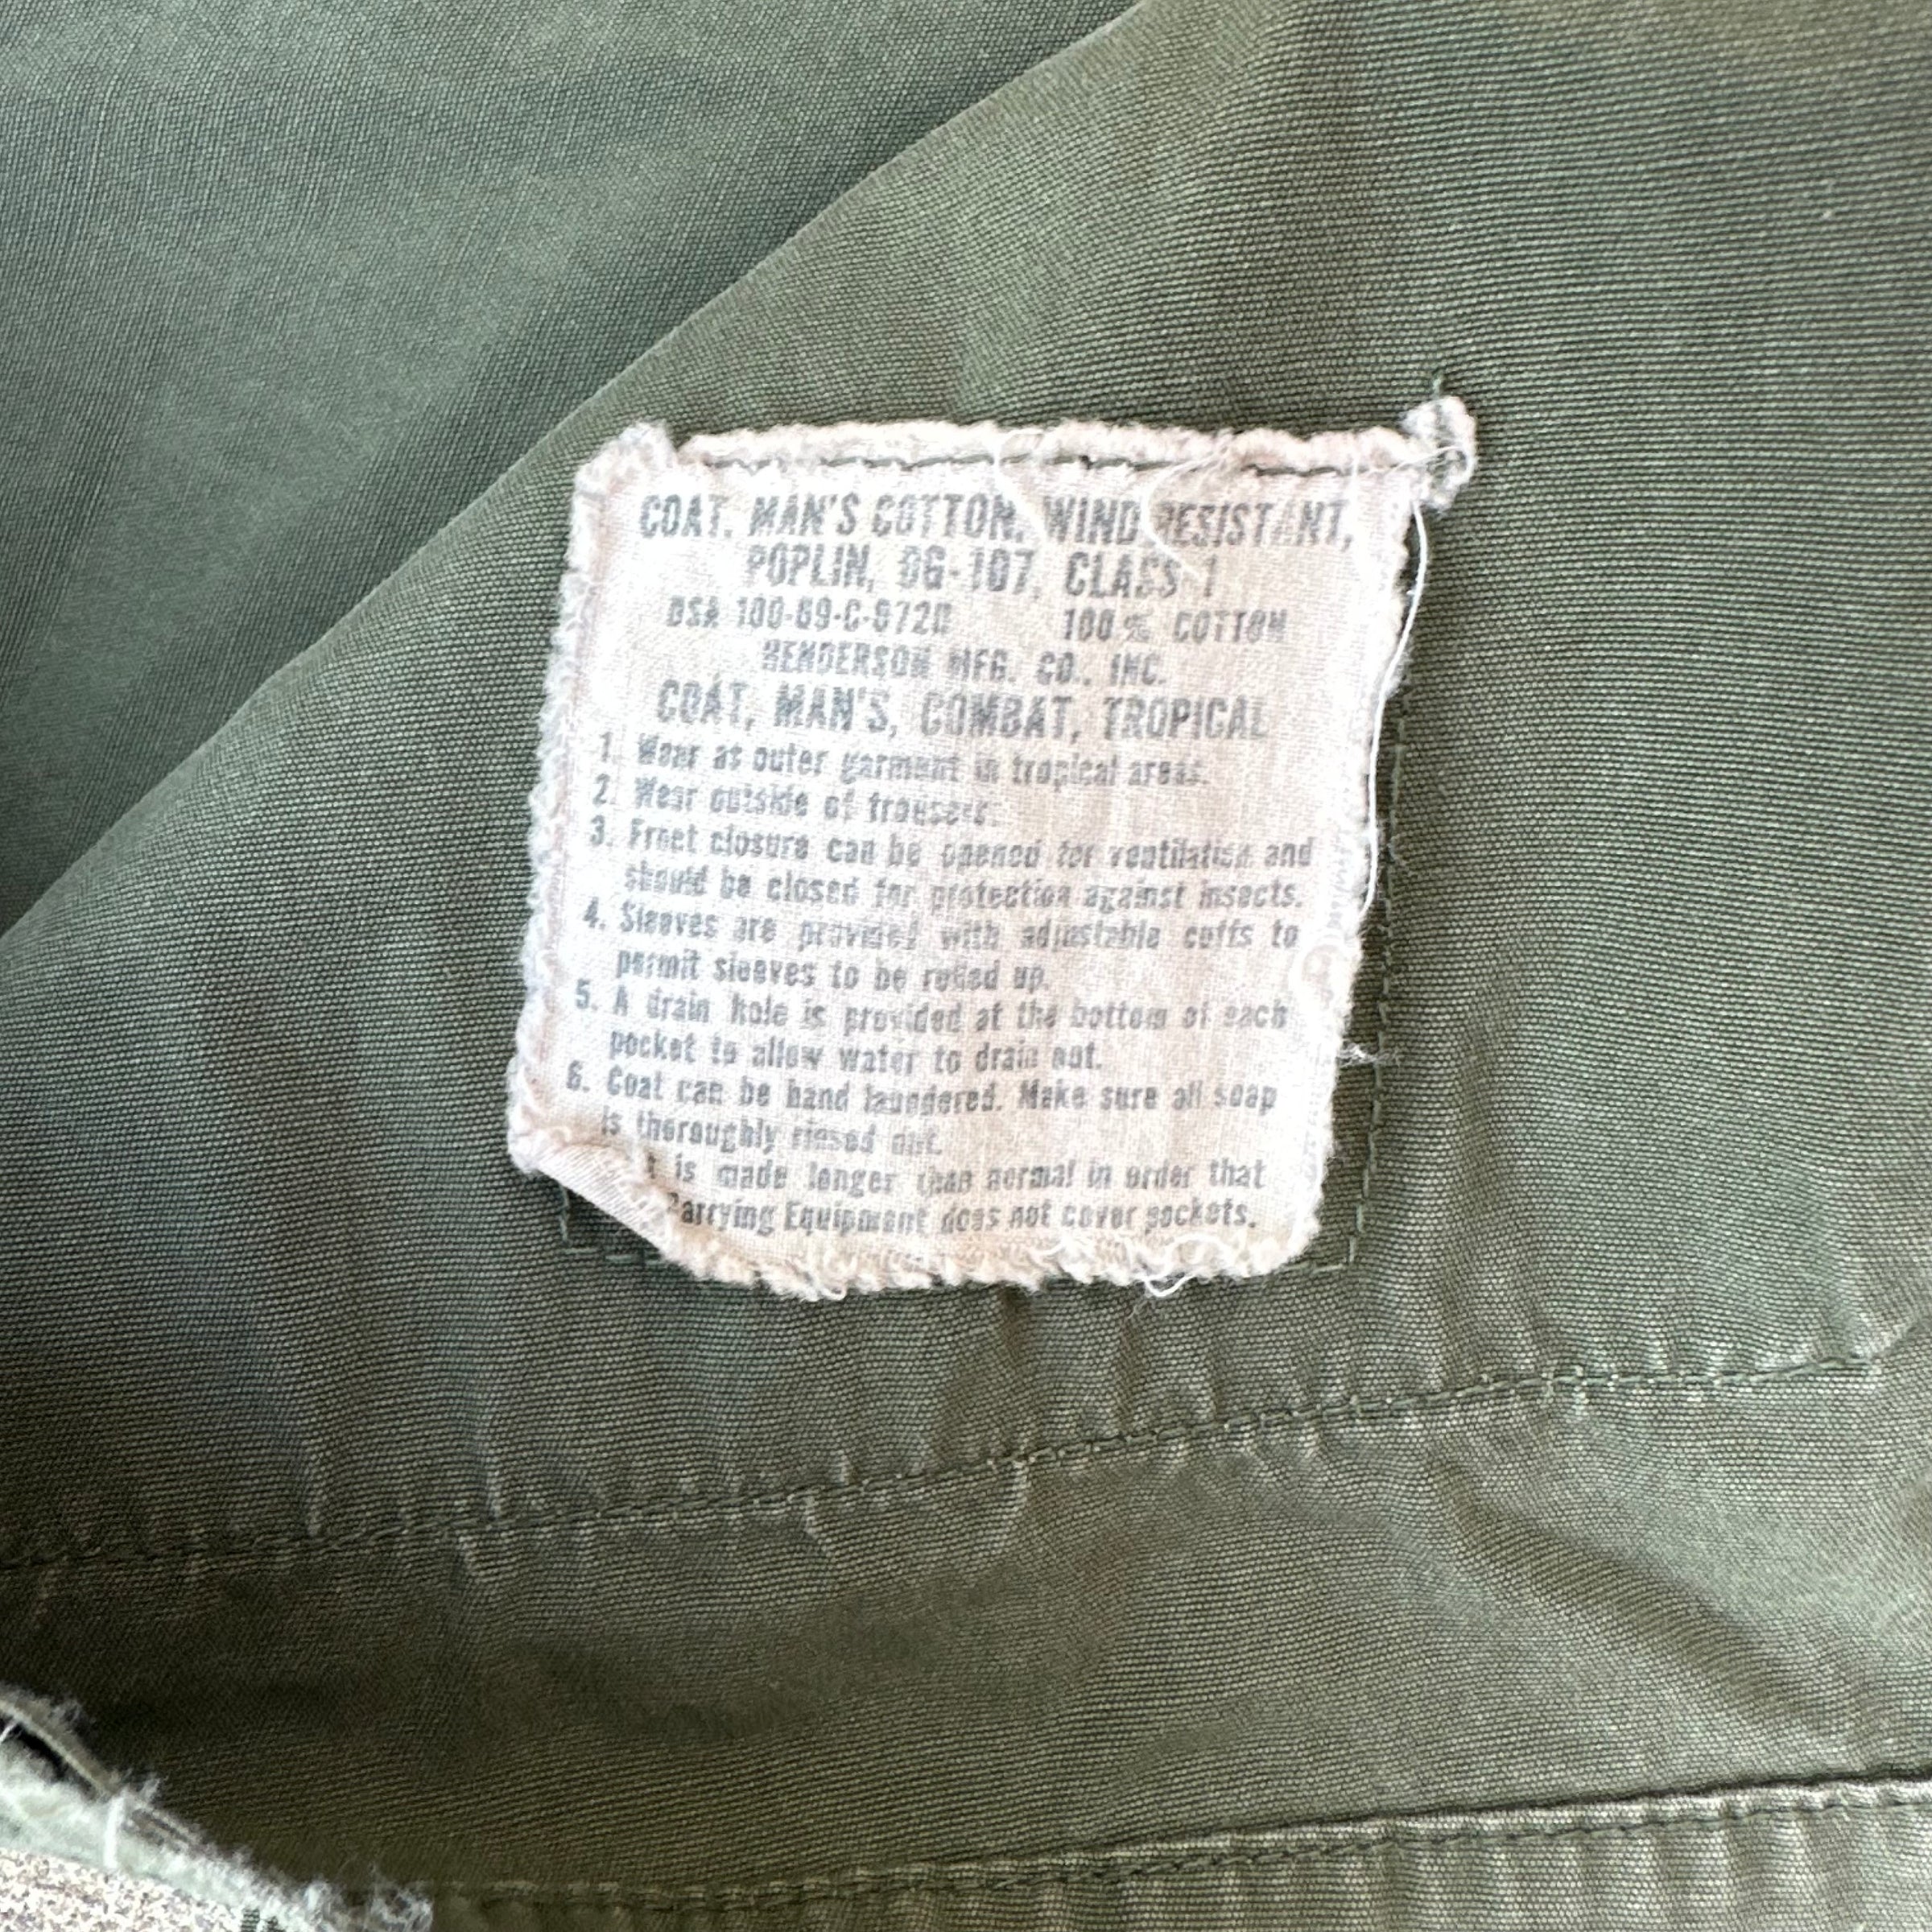 COAT, MAN'S COTTON, WIND RESISTANT,
POPLIN, OG-107, CLASS 1
DSA 100-69-C- 100 % COTTON
HENDERSON MFG. CO., INC.
COAT, MAN'S, COMBAT, TROPICAL
1. Wear as outer garment in tropical areas.
2. Wear outside of trousers.
3. Front closure can be opened for ventilation and
should be closed for protection against insects.
4. Sleeves are provided with adjustable cuffs to
permit sleeves to be rolled up.
5. A drain hole is provided at the bottom of each
pocket to allow water to drain out.
6. Coat can be hand laundered. Make sure all soap
is thoroughly rinsed out.
is made longer than normal in order that
Carrying Equipment does not cover pockets.